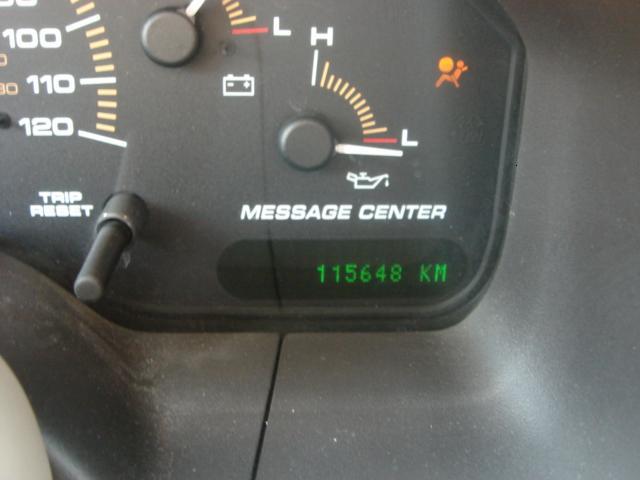 100
110
120
L
H
L
TRIP
RESET
MESSAGE CENTER
115648 KM